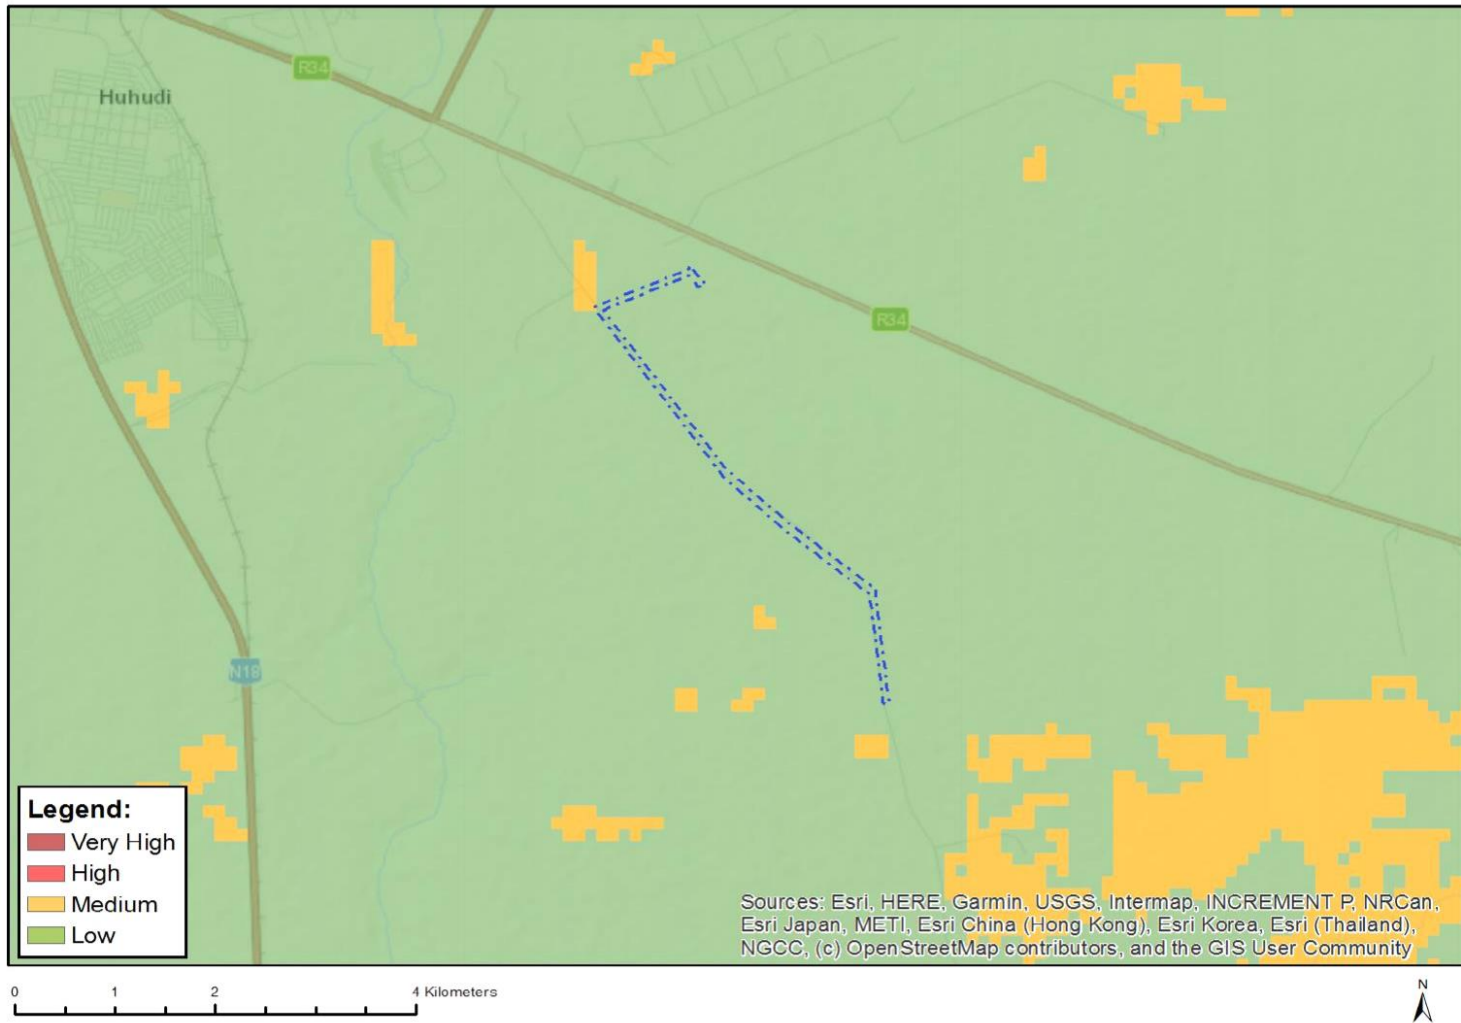 R34
Huhudi
R34
N18
Legend:
Very High
High
Medium
Low
Sources: Esri, HERE, Garmin, USGS, Intermap, INCREMENT P, NRCan,
Esri Japan, METI, Esri China (Hong Kong), Esri Korea, Esri (Thailand),
NGCC, (c) OpenStreetMap contributors, and the GIS User Community
0 1 2 4 Kilometers
N